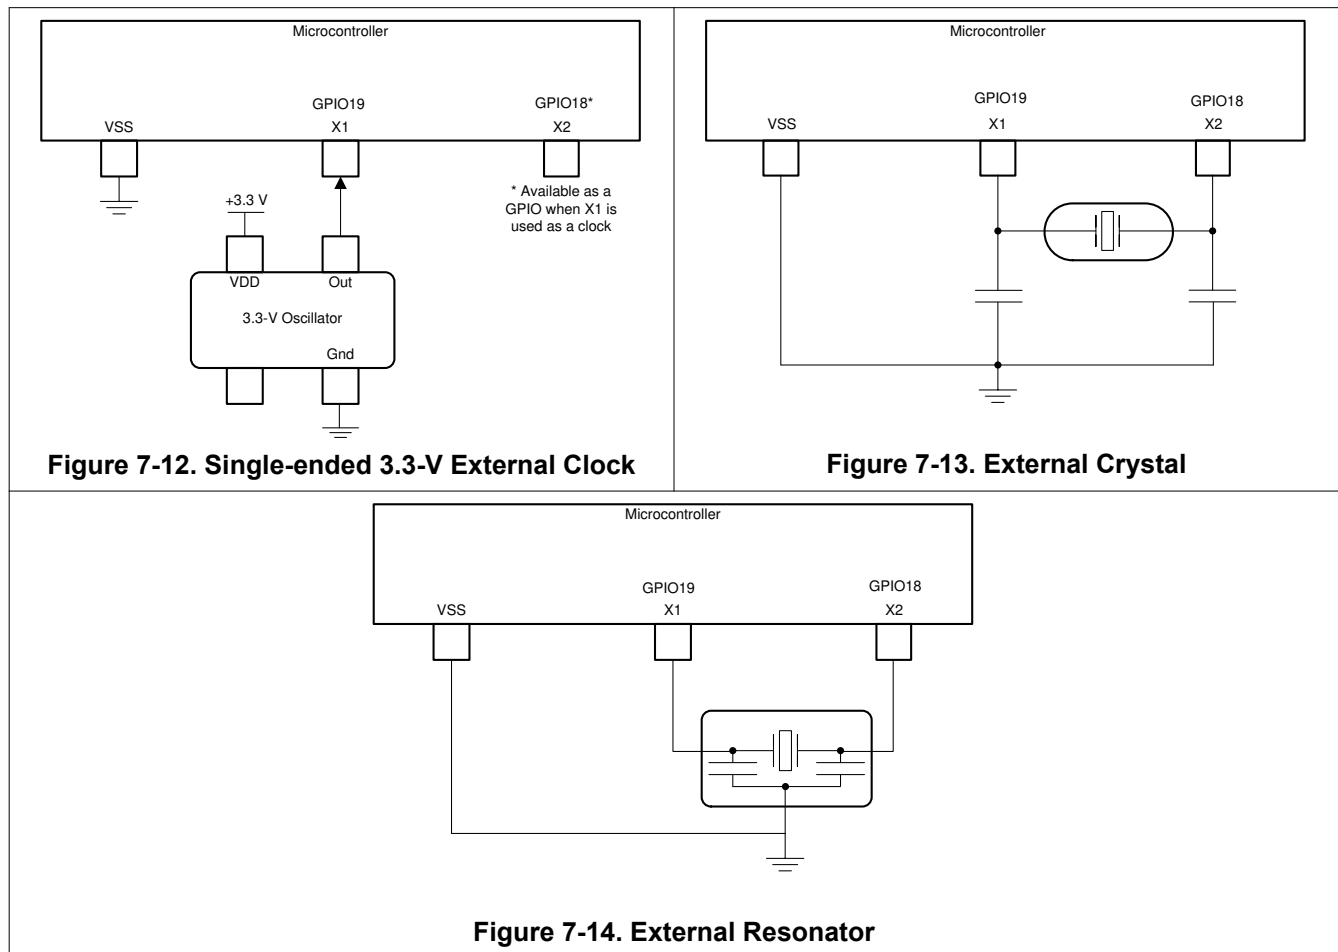 Microcontroller
GPIO19
GPIO18*
VSS
X1
X2
* Available as a
GPIO when X1 is
used as a clock
+3.3 V
VDD
Out
3.3-V Oscillator
Gnd
Figure 7-12. Single-ended 3.3-V External Clock
Microcontroller
GPIO19
GPIO18
VSS
X1
X2
Figure 7-13. External Crystal
Microcontroller
GPIO19
GPIO18
VSS
X1
X2
Figure 7-14. External Resonator